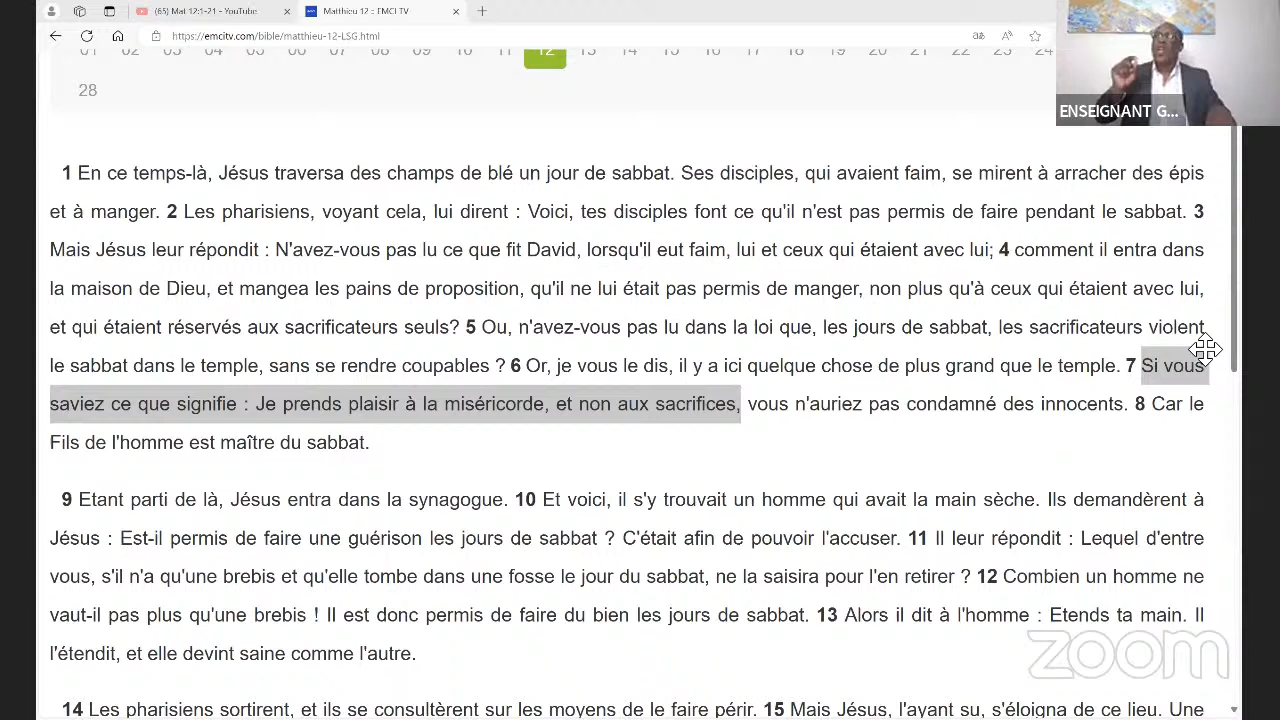 (65) Mat 12:1-21 - YouTube
Matthieu 12 :: EMCI TV
https://emcitv.com/bible/matthieu-12-LSG.html
01 02 03 04 05 06 07 08 09 10 11 12 13 14 15 16 17 18 19 20 21 22 23 24
28
ENSEIGNANT G...
1 En ce temps-là, Jésus traversa des champs de blé un jour de sabbat. Ses disciples, qui avaient faim, se mirent à arracher des épis
et à manger. 2 Les pharisiens, voyant cela, lui dirent : Voici, tes disciples font ce qu'il n'est pas permis de faire pendant le sabbat. 3
Mais Jésus leur répondit : N'avez-vous pas lu ce que fit David, lorsqu'il eut faim, lui et ceux qui étaient avec lui; 4 comment il entra dans
la maison de Dieu, et mangea les pains de proposition, qu'il ne lui était pas permis de manger, non plus qu'à ceux qui étaient avec lui,
et qui étaient réservés aux sacrificateurs seuls? 5 Ou, n'avez-vous pas lu dans la loi que, les jours de sabbat, les sacrificateurs violent
le sabbat dans le temple, sans se rendre coupables ? 6 Or, je vous le dis, il y a ici quelque chose de plus grand que le temple. 7 Si vous
saviez ce que signifie : Je prends plaisir à la miséricorde, et non aux sacrifices, vous n'auriez pas condamné des innocents. 8 Car le
Fils de l'homme est maître du sabbat.
9 Etant parti de là, Jésus entra dans la synagogue. 10 Et voici, il s'y trouvait un homme qui avait la main sèche. Ils demandèrent à
Jésus : Est-il permis de faire une guérison les jours de sabbat ? C'était afin de pouvoir l'accuser. 11 Il leur répondit : Lequel d'entre
vous, s'il n'a qu'une brebis et qu'elle tombe dans une fosse le jour du sabbat, ne la saisira pour l'en retirer ? 12 Combien un homme ne
vaut-il pas plus qu'une brebis ! Il est donc permis de faire du bien les jours de sabbat. 13 Alors il dit à l'homme : Etends ta main. Il
l'étendit, et elle devint saine comme l'autre.
zoom
14 Les pharisiens sortirent, et ils se consultèrent sur les moyens de le faire périr. 15 Mais Jésus, l'ayant su, s'éloigna de ce lieu. Une